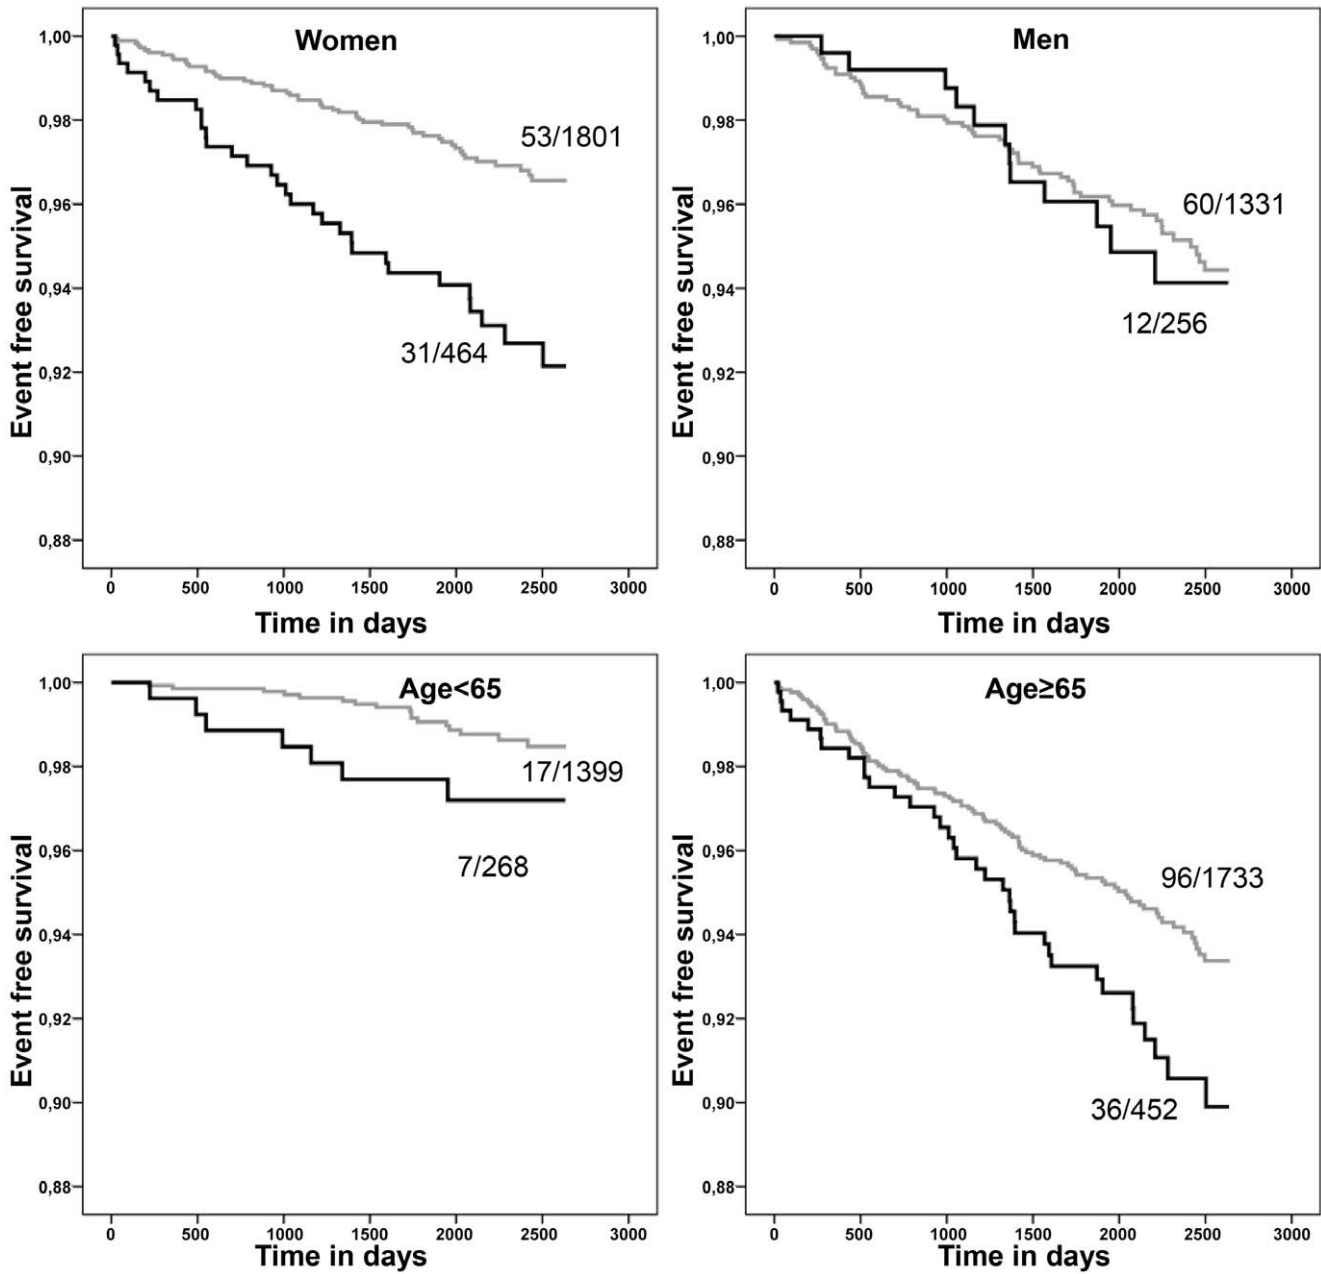 Women
Event free survival
1,00
0,98
0,96
0,94
0,92
0,90
0,88
53/1801
31/464
0 500 1000 1500 2000 2500 3000
Time in days
Men
Event free survival
1,00
0,98
0,96
0,94
0,92
0,90
0,88
60/1331
12/256
0 500 1000 1500 2000 2500 3000
Time in days
Age<65
Event free survival
1,00
0,98
0,96
0,94
0,92
0,90
0,88
17/1399
7/268
0 500 1000 1500 2000 2500 3000
Time in days
Age≥65
Event free survival
1,00
0,98
0,96
0,94
0,92
0,90
0,88
96/1733
36/452
0 500 1000 1500 2000 2500 3000
Time in days